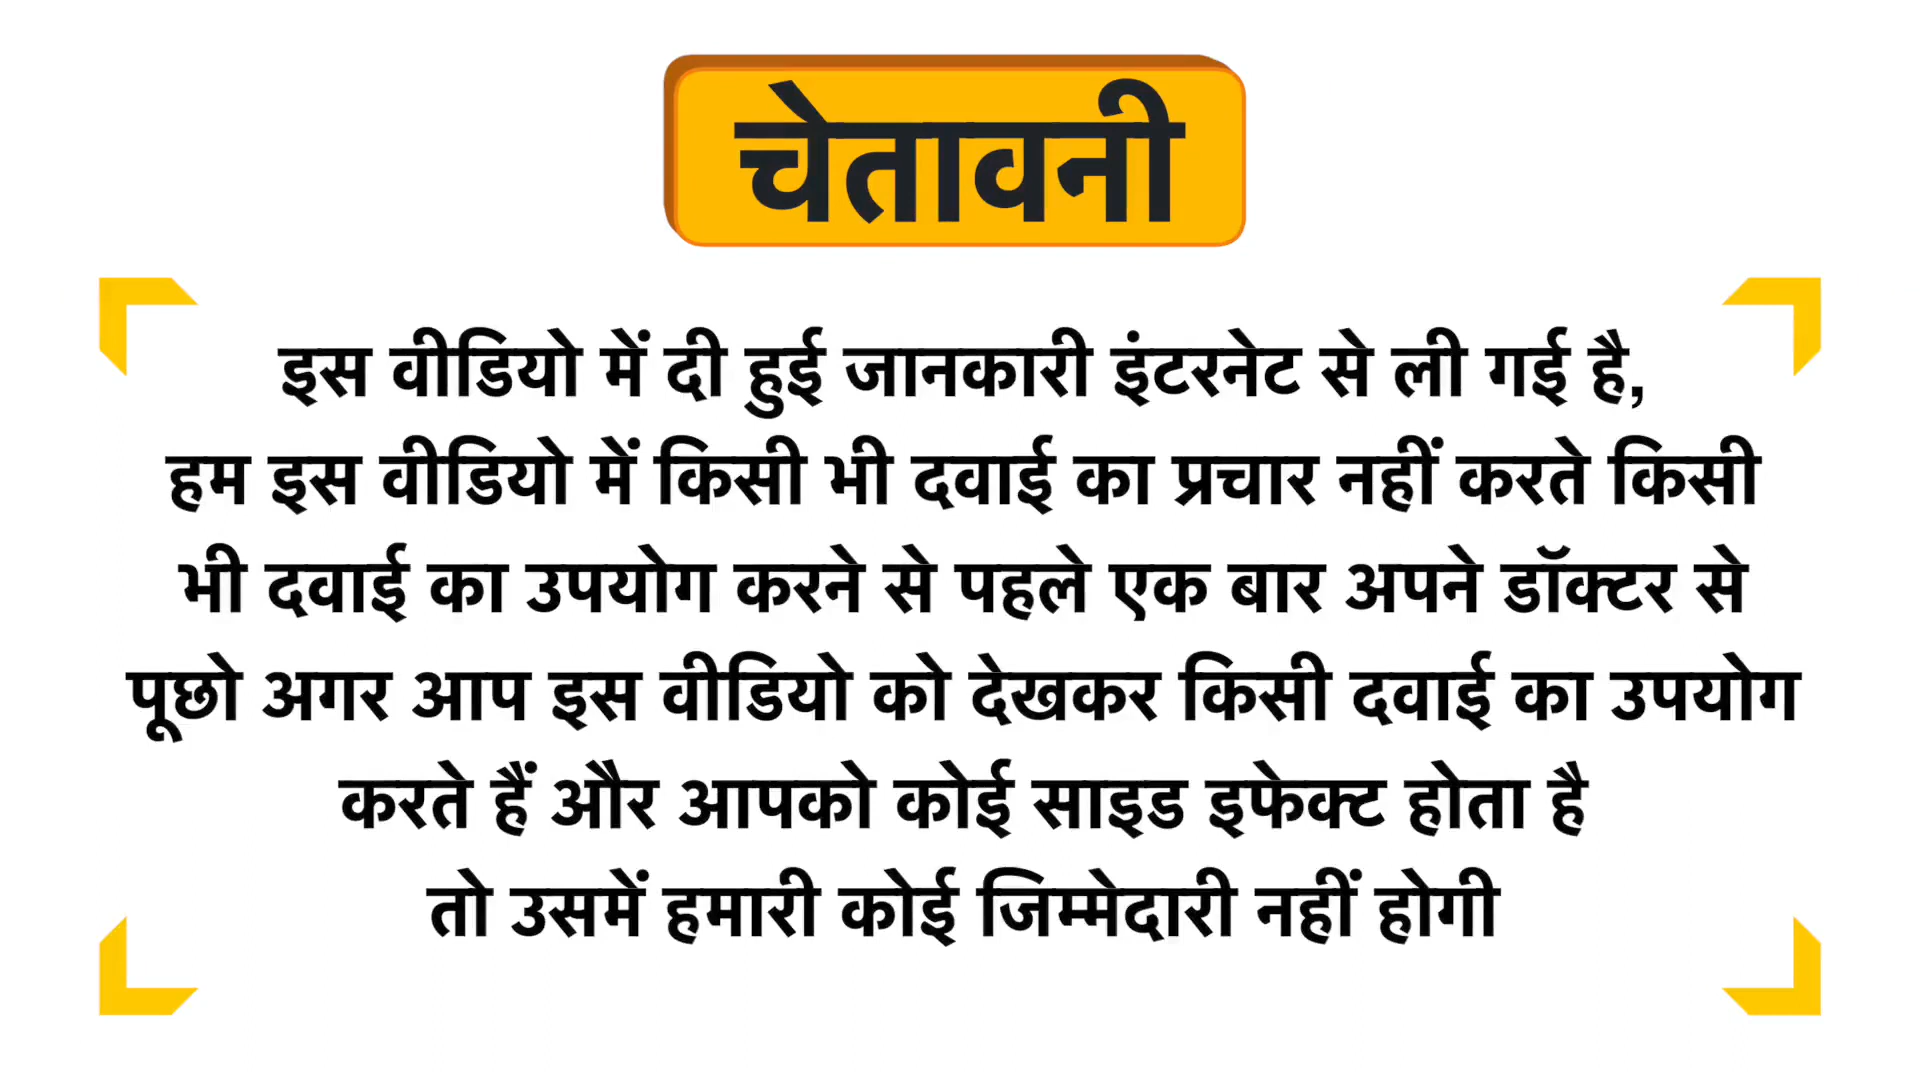 चेतावनी
इस वीडियो में दी हुई जानकारी इंटरनेट से ली गई है,
हम इस वीडियो में किसी भी दवाई का प्रचार नहीं करते किसी
भी दवाई का उपयोग करने से पहले एक बार अपने डॉक्टर से
पूछो अगर आप इस वीडियो को देखकर किसी दवाई का उपयोग
करते हैं और आपको कोई साइड इफेक्ट होता है
तो उसमें हमारी कोई जिम्मेदारी नहीं होगी